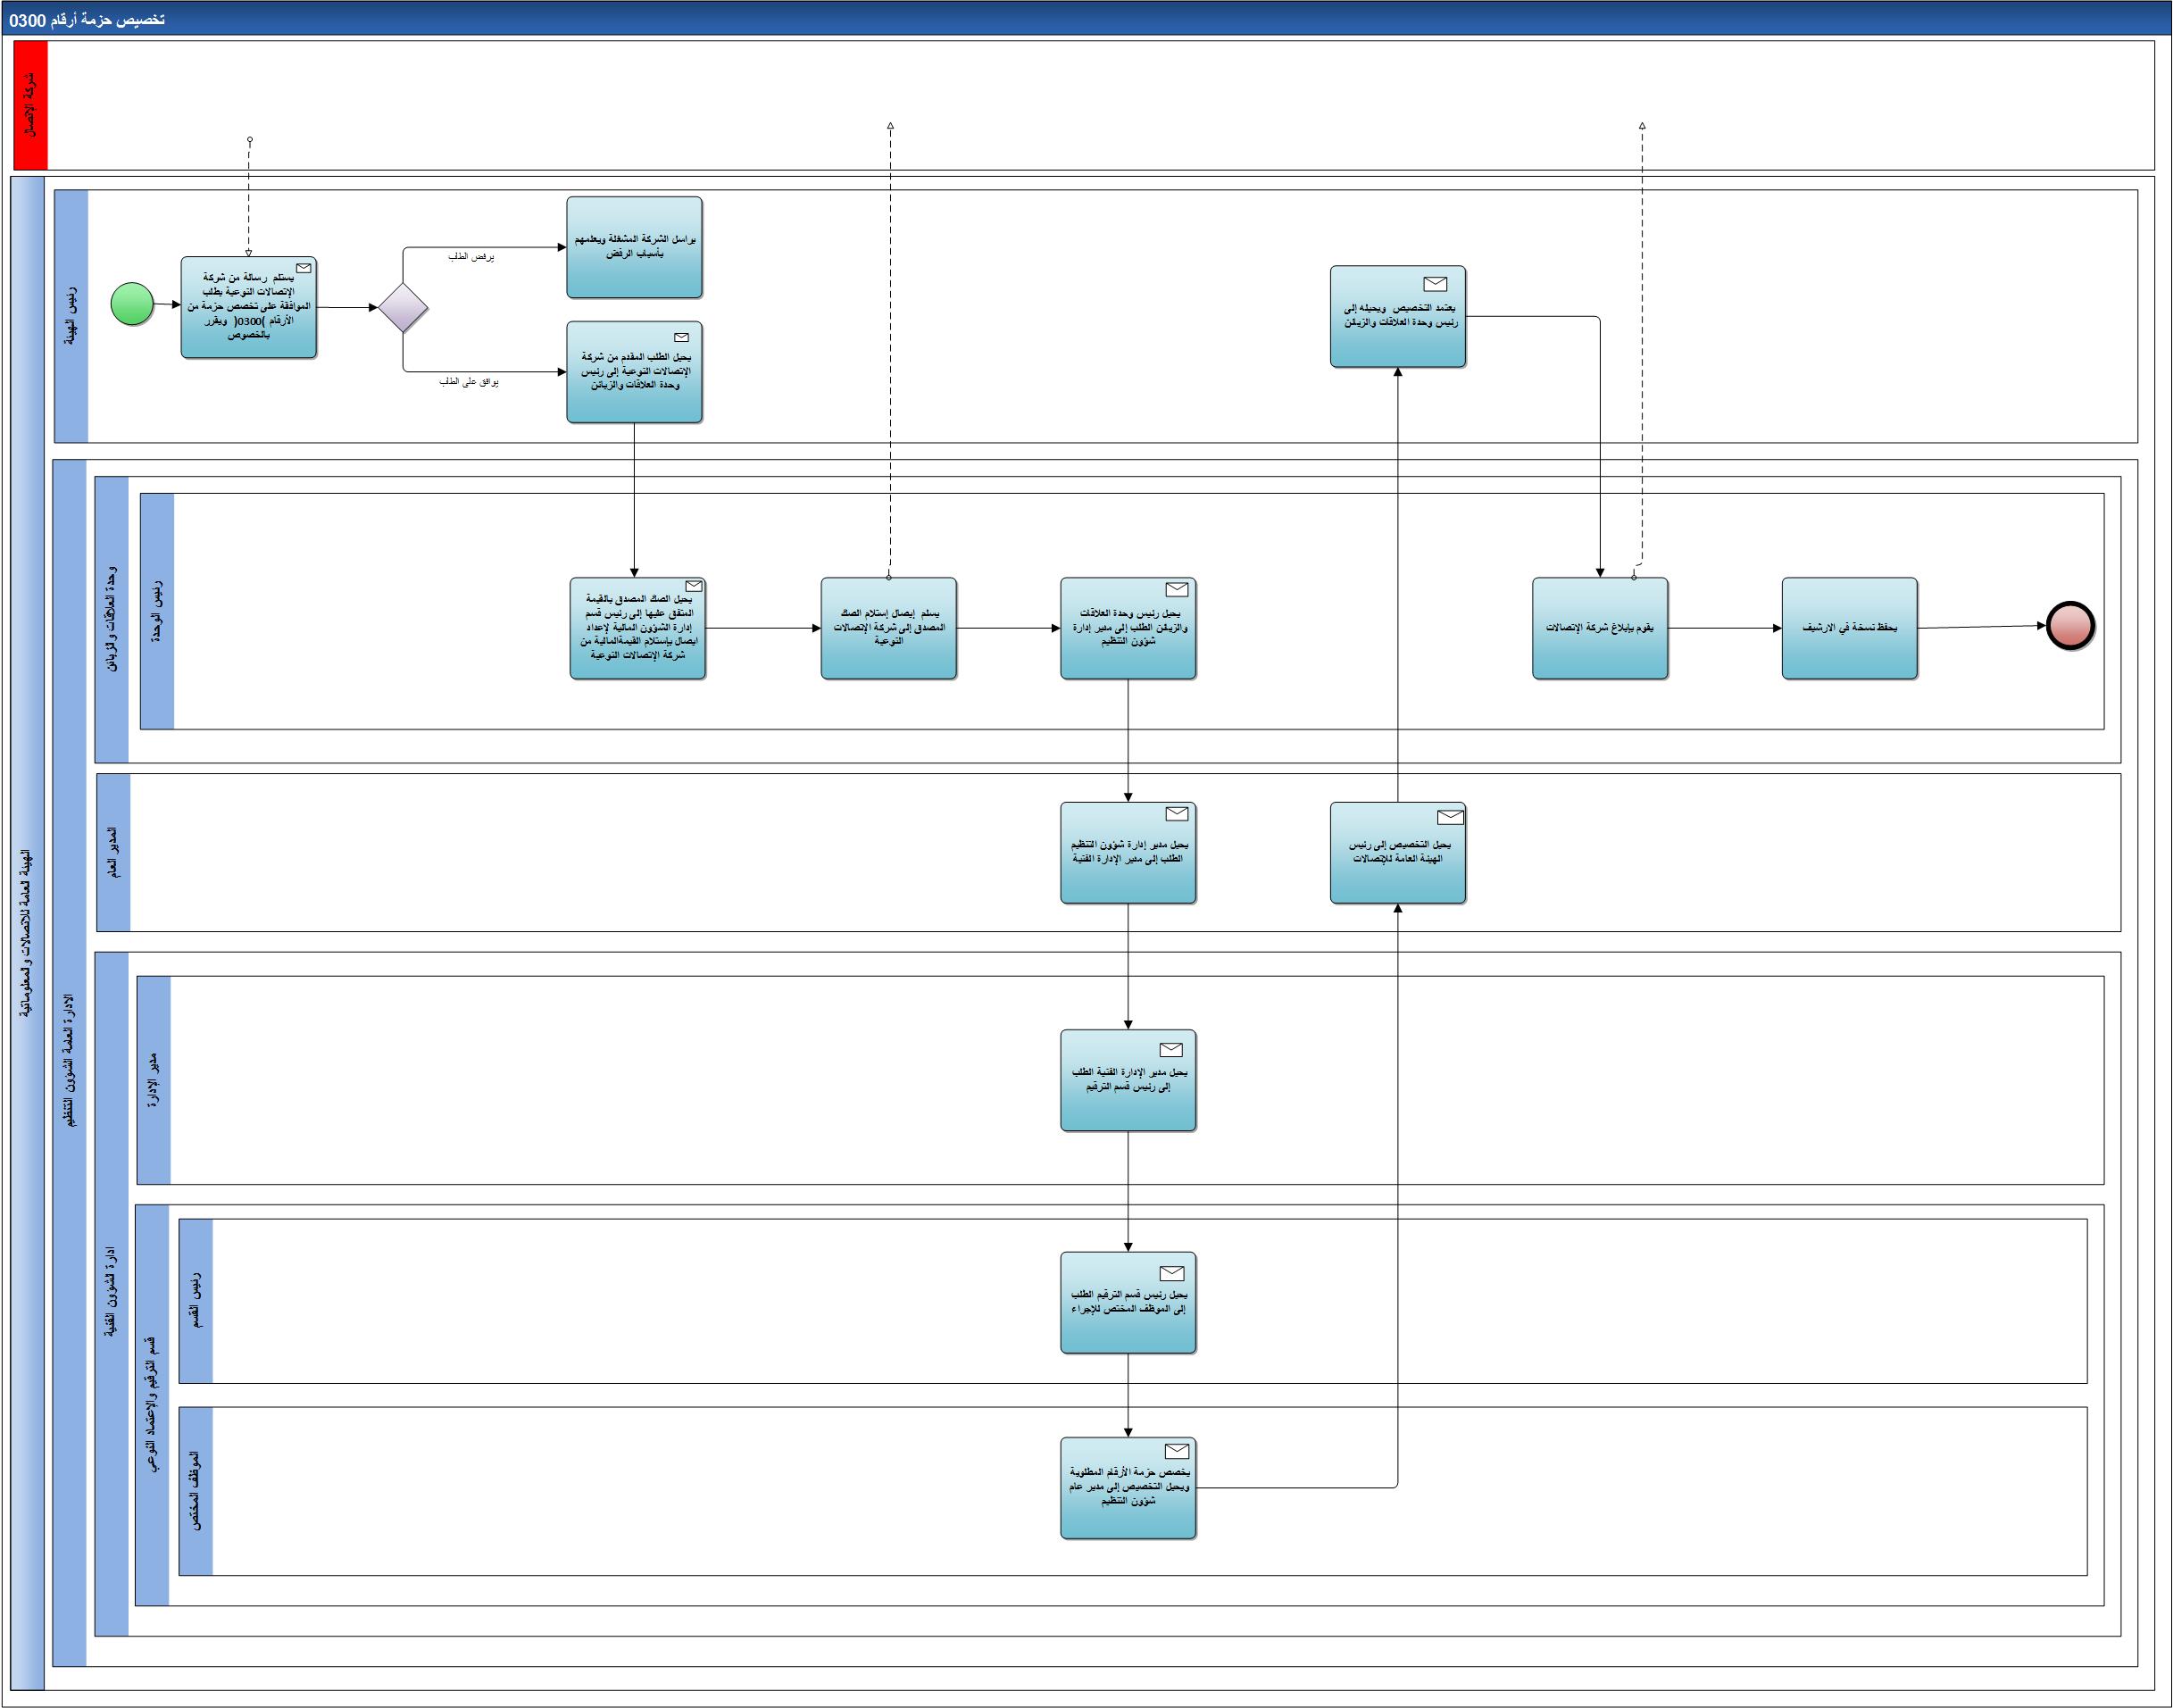 تخصيص حزمة أرقام 0300
شركة الإتصال
الهيئة العامة للاتصالات والمعلوماتية
رئيس الهيئة
يستلم رسالة من شركة
الإتصالات النوعية بطلب
الموافقة على تخصص حزمة من
الأرقام )0300( ويقرر
بالخصوص
يرفض الطلب
يوافق على الطلب
يراسل الشركة المشغلة ويعلمهم
بأسباب الرفض
يحيل الطلب المقدم من شركة
الإتصالات النوعية إلى رئيس
وحدة العلاقات والزبائن
يعتمد التخصيص ويحيله إلى
رئيس وحدة العلاقات والزبائن
الادارة العامة لشؤون التنظيم
وحدة العلاقات والزبائن
رئيس الوحدة
يحيل الصك المصدق بالقيمة
المتفق عليها إلى رئيس قسم
إدارة الشؤون المالية لإعداد
ايصال بإستلام القيمةالمالية من
شركة الإتصالات النوعية
يسلم إيصال إستلام الصك
المصدق إلى شركة الإتصالات
النوعية
يحيل رئيس وحدة العلاقات
والزبائن الطلب إلى مدير إدارة
شؤون التنظيم
يقوم بإبلاغ شركة الإتصالات
يحفظ نسخة في الارشيف
المدير العام
يحيل مدير إدارة شؤون التنظيم
الطلب إلى مدير الإدارة الفنية
يحيل التخصيص إلى رئيس
الهيئة العامة للإتصالات
ادارة لشؤون الفنية
مدير الإدارة
يحيل مدير الإدارة الفنية الطلب
إلى رئيس قسم الترقيم
قسم الترقيم والإعتماد النوعي
رئيس القسم
يحيل رئيس قسم الترقيم الطلب
إلى الموظف المختص للإجراء
الموظف المختص
يخصص حزمة الأرقام المطلوبة
ويحيل التخصيص إلى مدير عام
شؤون التنظيم